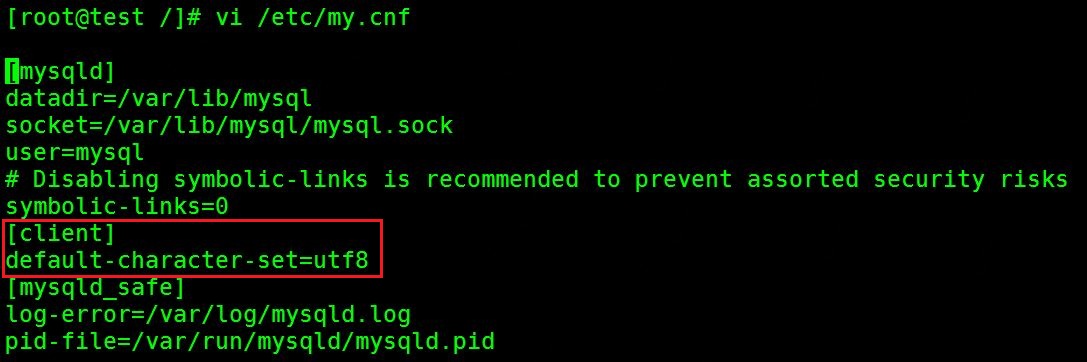 [root@test /]# vi /etc/my.cnf
[mysqld]
datadir=/var/lib/mysql
socket=/var/lib/mysql/mysql.sock
user=mysql
# Disabling symbolic-links is recommended to prevent assorted security risks
symbolic-links=0
[client]
default-character-set=utf8
[mysqld_safe]
log-error=/var/log/mysqld.log
pid-file=/var/run/mysqld/mysqld.pid